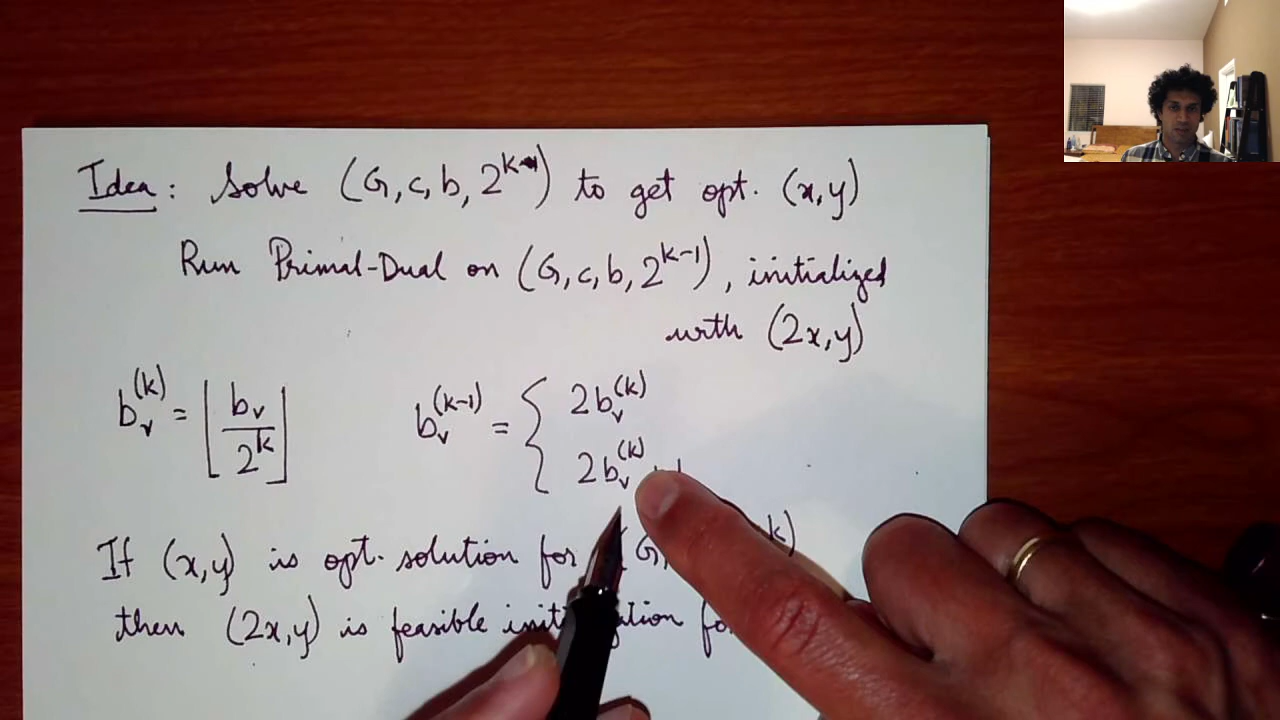 Idea: Solve (G, c, b, 2^k) to get opt. (x, y)
Run Primal-Dual on (G, c, b, 2^{k-1}), initialized
with (2x, y)
b_v^{(k)} = ⌊ b_v / 2^k ⌋ b_v^{(k-1)} = { 2b_v^{(k)}
2b_v^{(k)}
If (x, y) is opt. solution for (G, k)
then (2x, y) is feasible